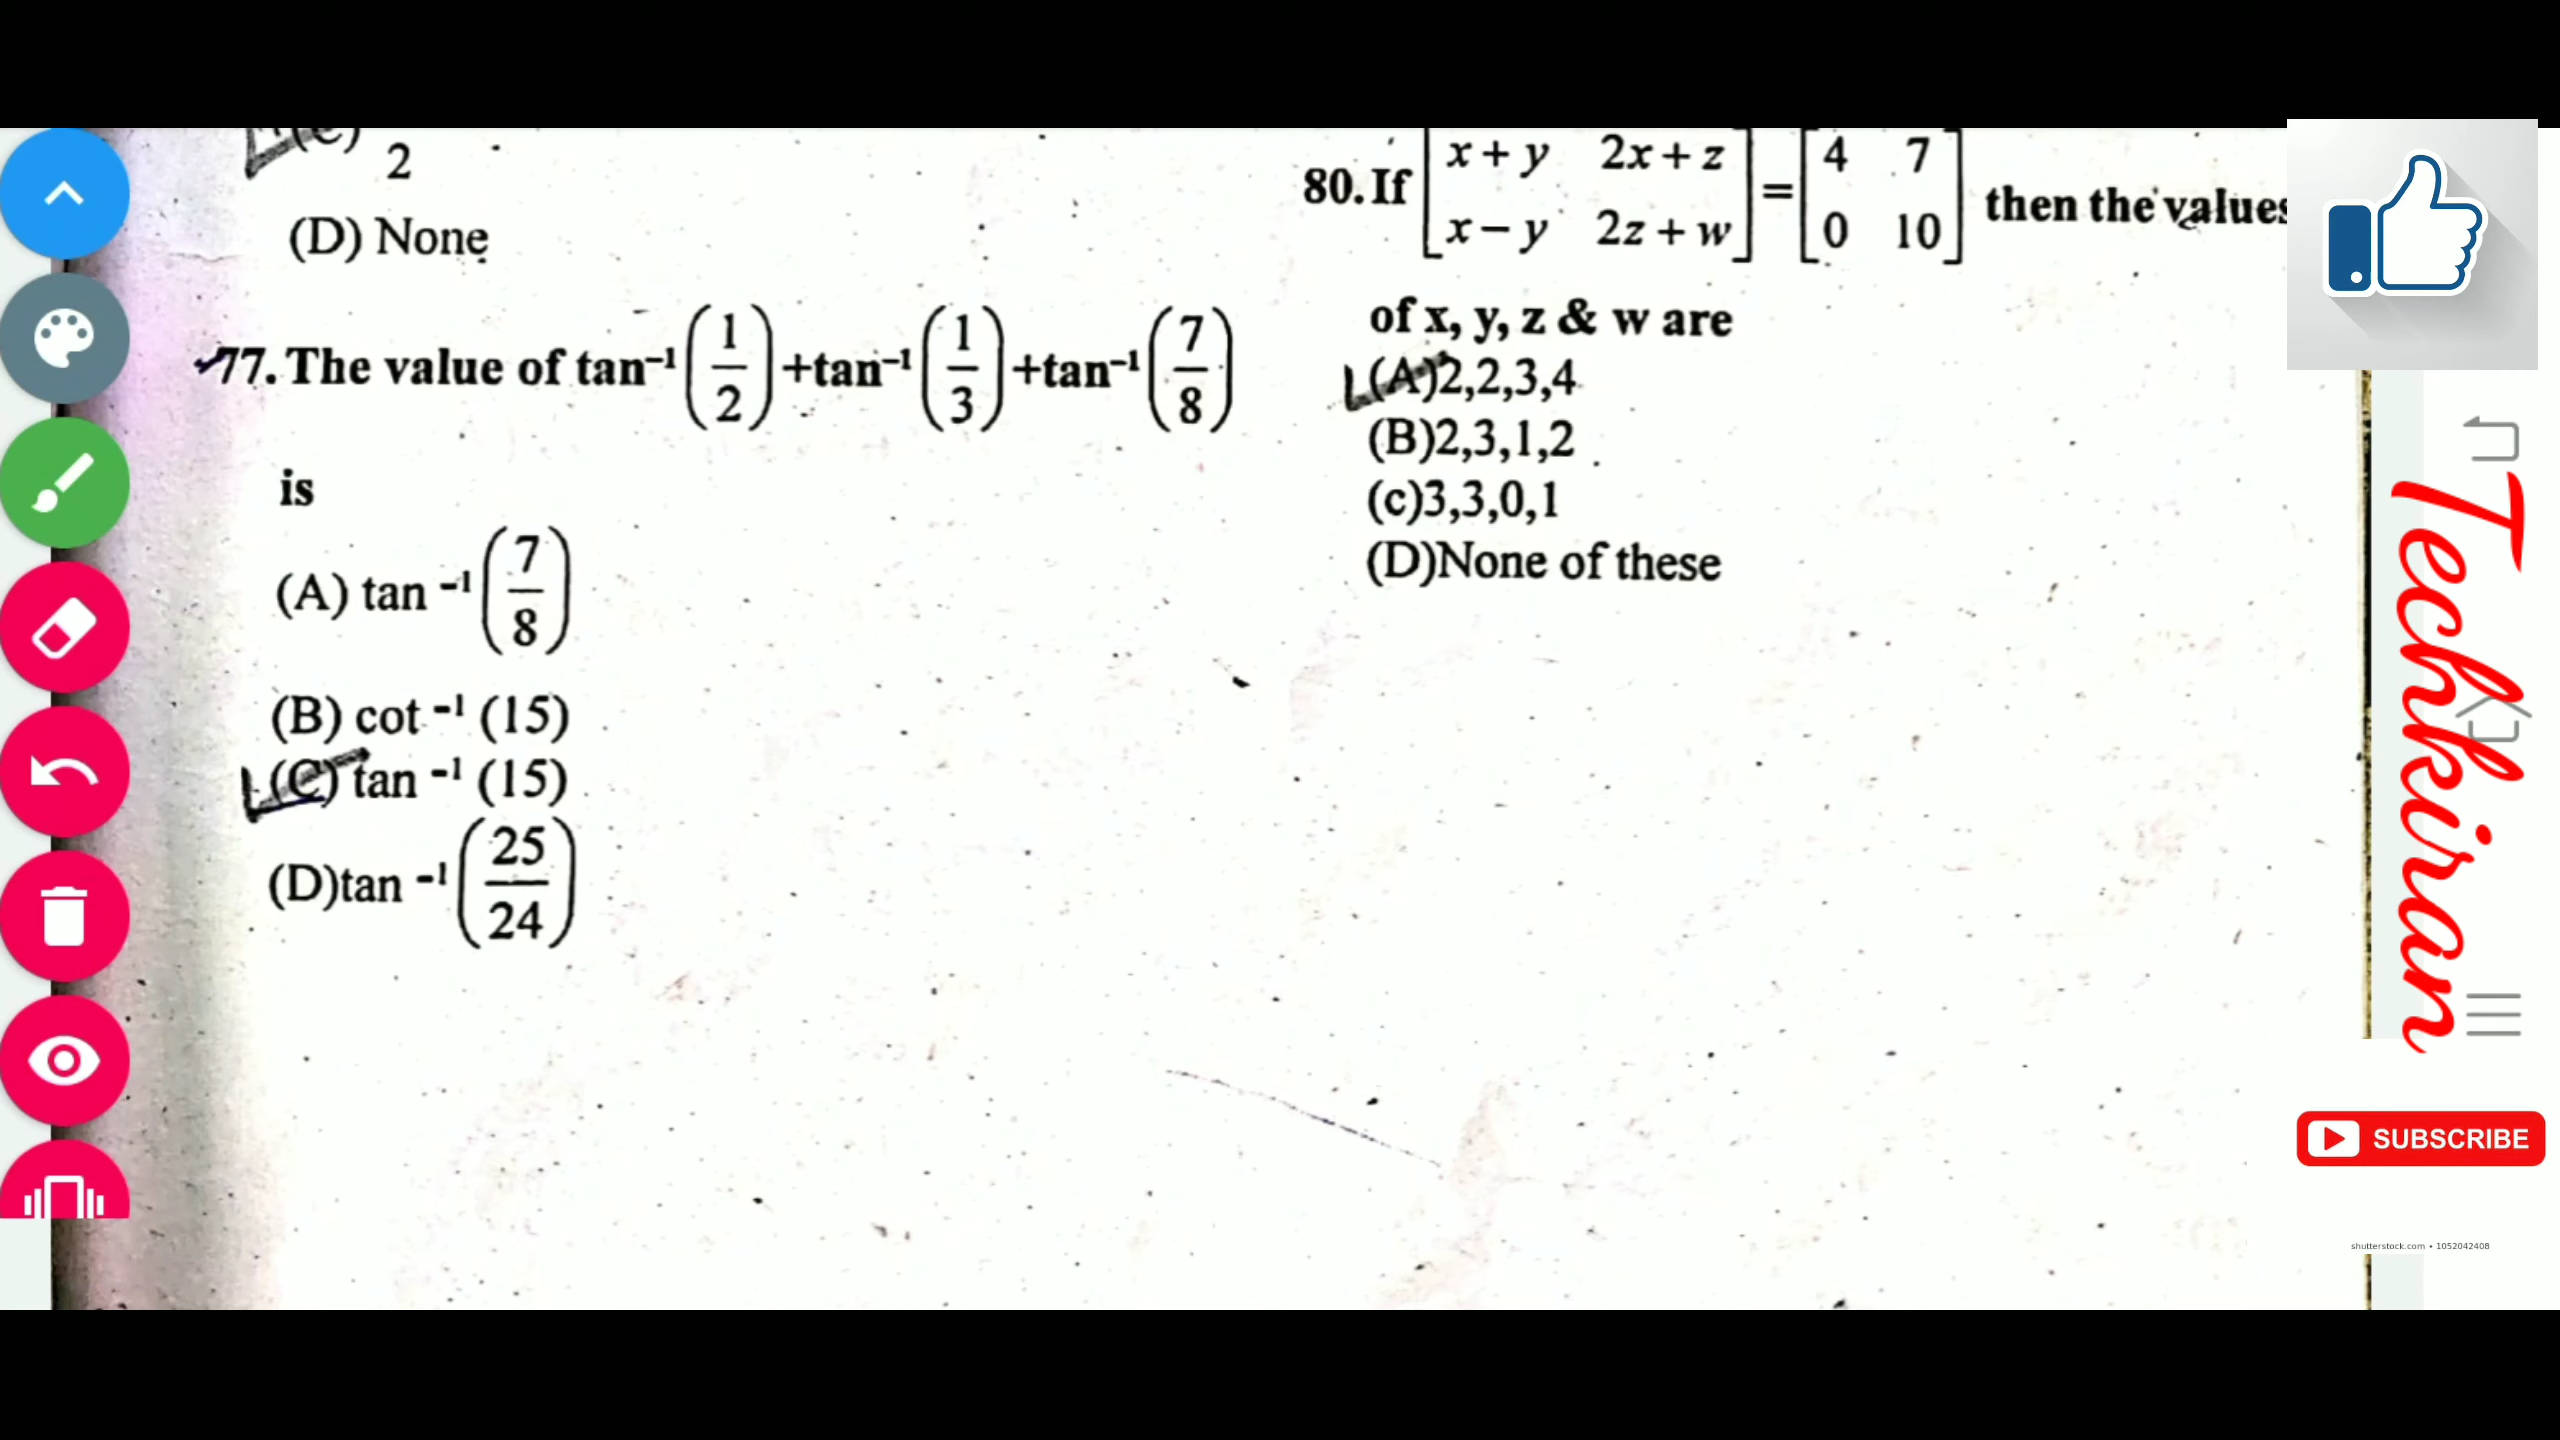 (C) 2
(D) None
77. The value of tan⁻¹(1/2)+tan⁻¹(1/3)+tan⁻¹(7/8)
is
(A) tan ⁻¹(7/8)
(B) cot ⁻¹ (15)
(C) tan ⁻¹ (15)
(D)tan ⁻¹(25/24)
80. If [x + y 2x + z; x − y 2z + w] = [4 7; 0 10] then the values
of x, y, z & w are
(A)2,2,3,4
(B)2,3,1,2
(c)3,3,0,1
(D)None of these
Techkiran
SUBSCRIBE
shutterstock.com • 1052042408